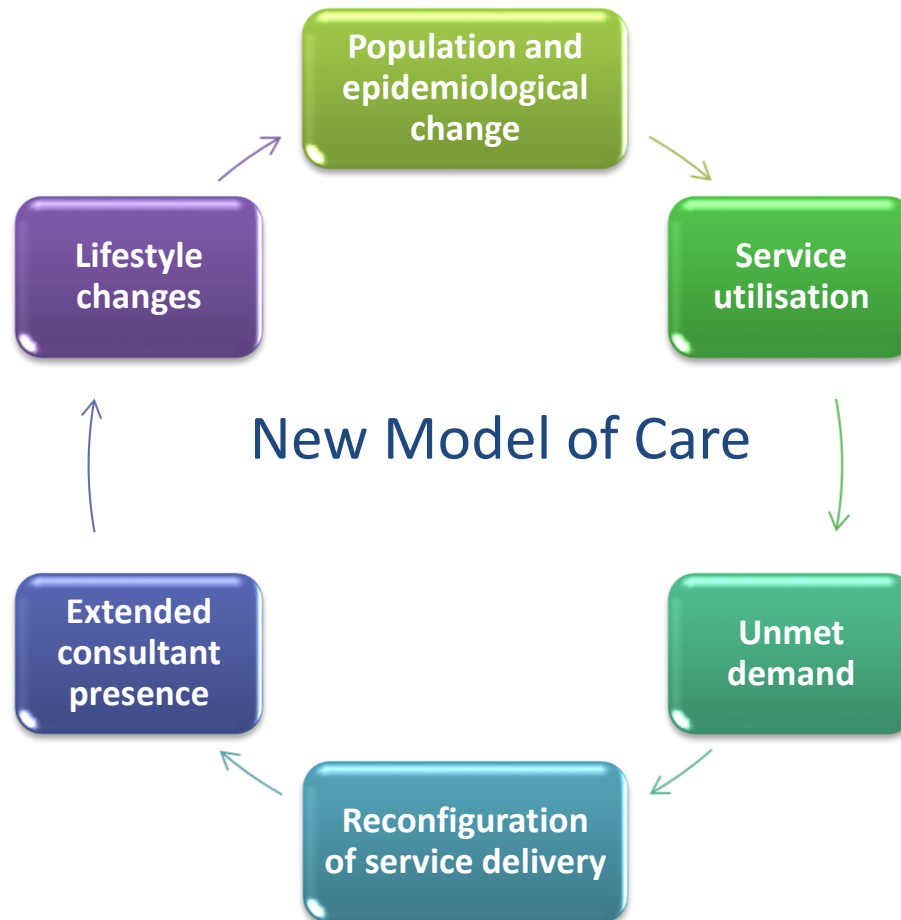 Population and
epidemiological
change
Lifestyle
changes
Service
utilisation
New Model of Care
Extended
consultant
presence
Unmet
demand
Reconfiguration
of service delivery